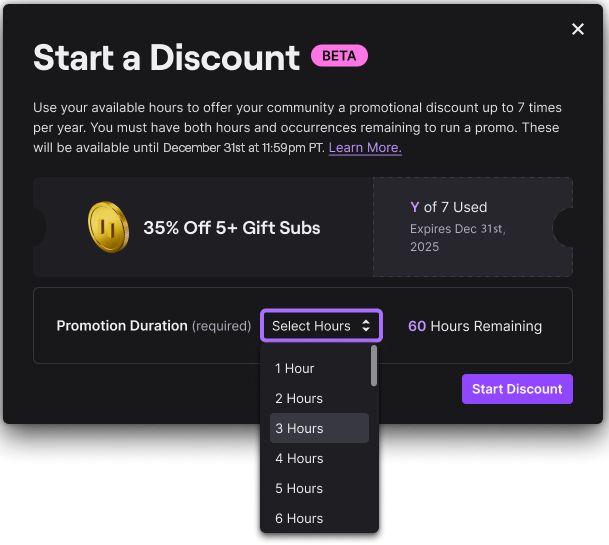 Start a Discount BETA
Use your available hours to offer your community a promotional discount up to 7 times
per year. You must have both hours and occurrences remaining to run a promo. These
will be available until December 31st at 11:59pm PT. Learn More.
35% Off 5+ Gift Subs
Y of 7 Used
Expires Dec 31st,
2025
Promotion Duration (required) Select Hours 60 Hours Remaining
1 Hour
2 Hours
3 Hours
4 Hours
5 Hours
6 Hours
Start Discount